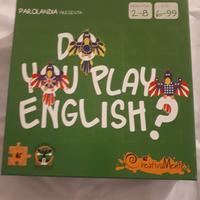 PAROLANDIA PRESENTA
2-8
6-99
DO
YOU PLAY
ENGLISH?
CreativaMente